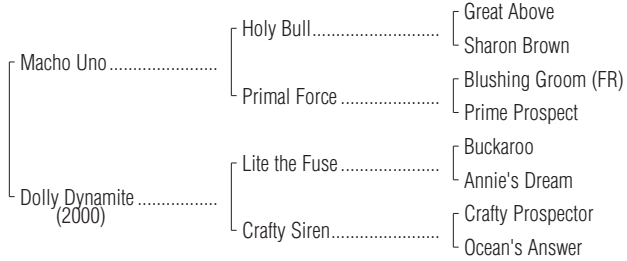 Great Above
Holy Bull..........................
Sharon Brown
Macho Uno ......................
Blushing Groom (FR)
Primal Force ....................
Prime Prospect
Buckaroo
Lite the Fuse ....................
Annie's Dream
Dolly Dynamite ................
(2000)
Crafty Prospector
Crafty Siren......................
Ocean's Answer